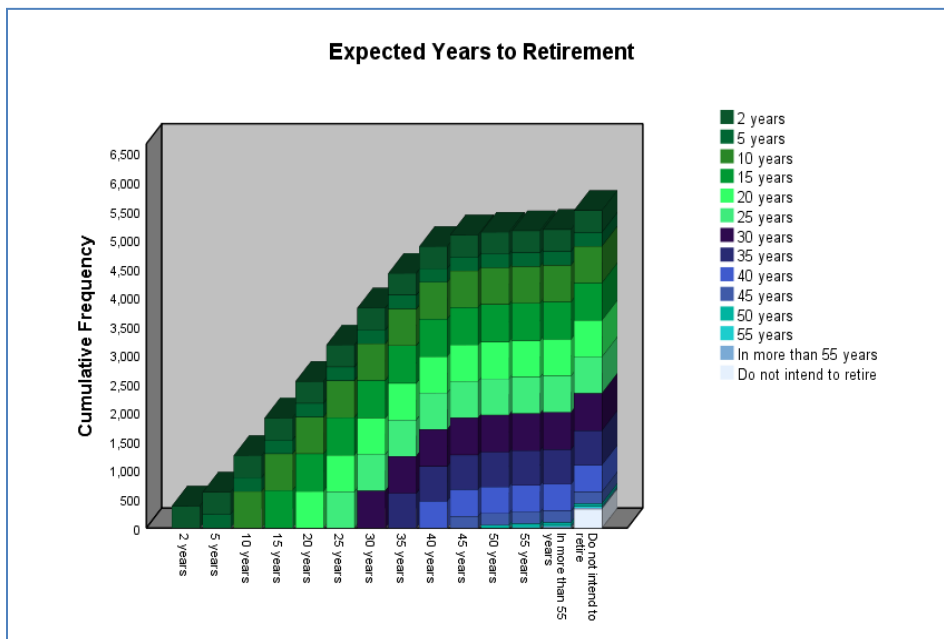 Expected Years to Retirement
Cumulative Frequency
6,500
6,000
5,500
5,000
4,500
4,000
3,500
3,000
2,500
2,000
1,500
1,000
500
0
2 years
5 years
10 years
15 years
20 years
25 years
30 years
35 years
40 years
45 years
50 years
55 years
In more than 55
years
Do not intend to
retire
2 years
5 years
10 years
15 years
20 years
25 years
30 years
35 years
40 years
45 years
50 years
55 years
In more than 55 years
Do not intend to retire